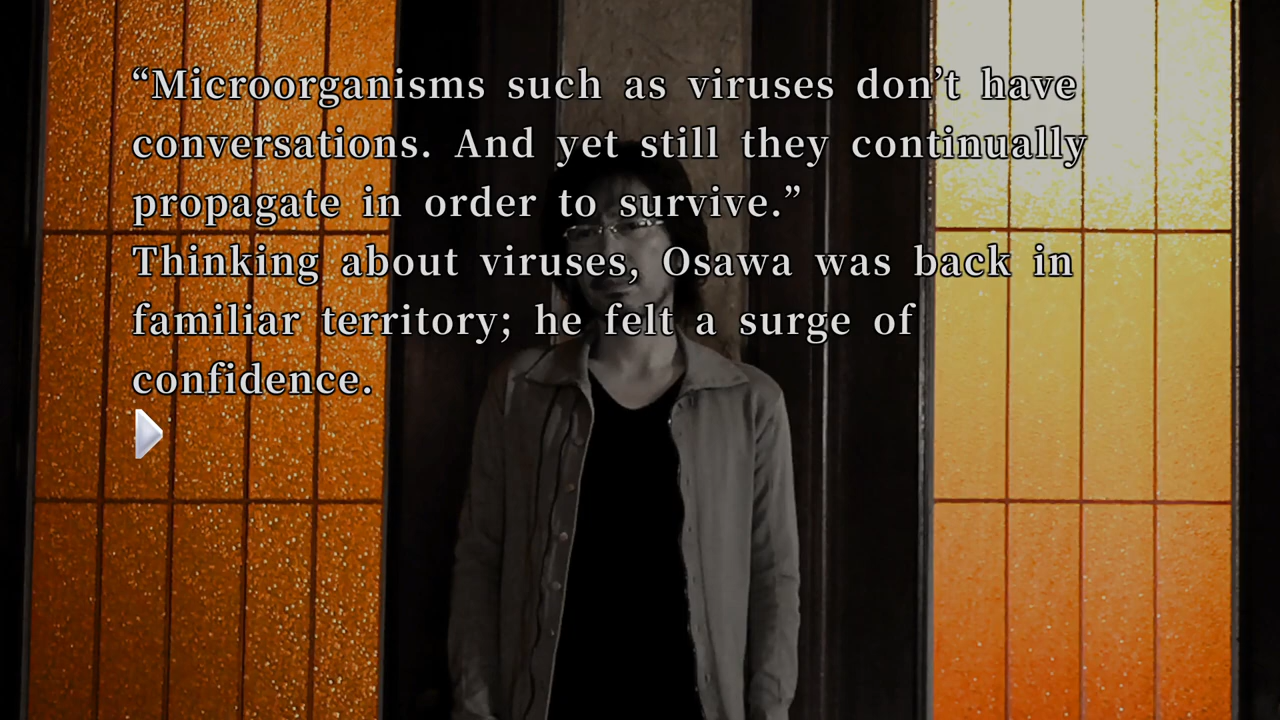 “Microorganisms such as viruses don’t have
conversations. And yet still they continually
propagate in order to survive.”
Thinking about viruses, Osawa was back in
familiar territory; he felt a surge of
confidence.